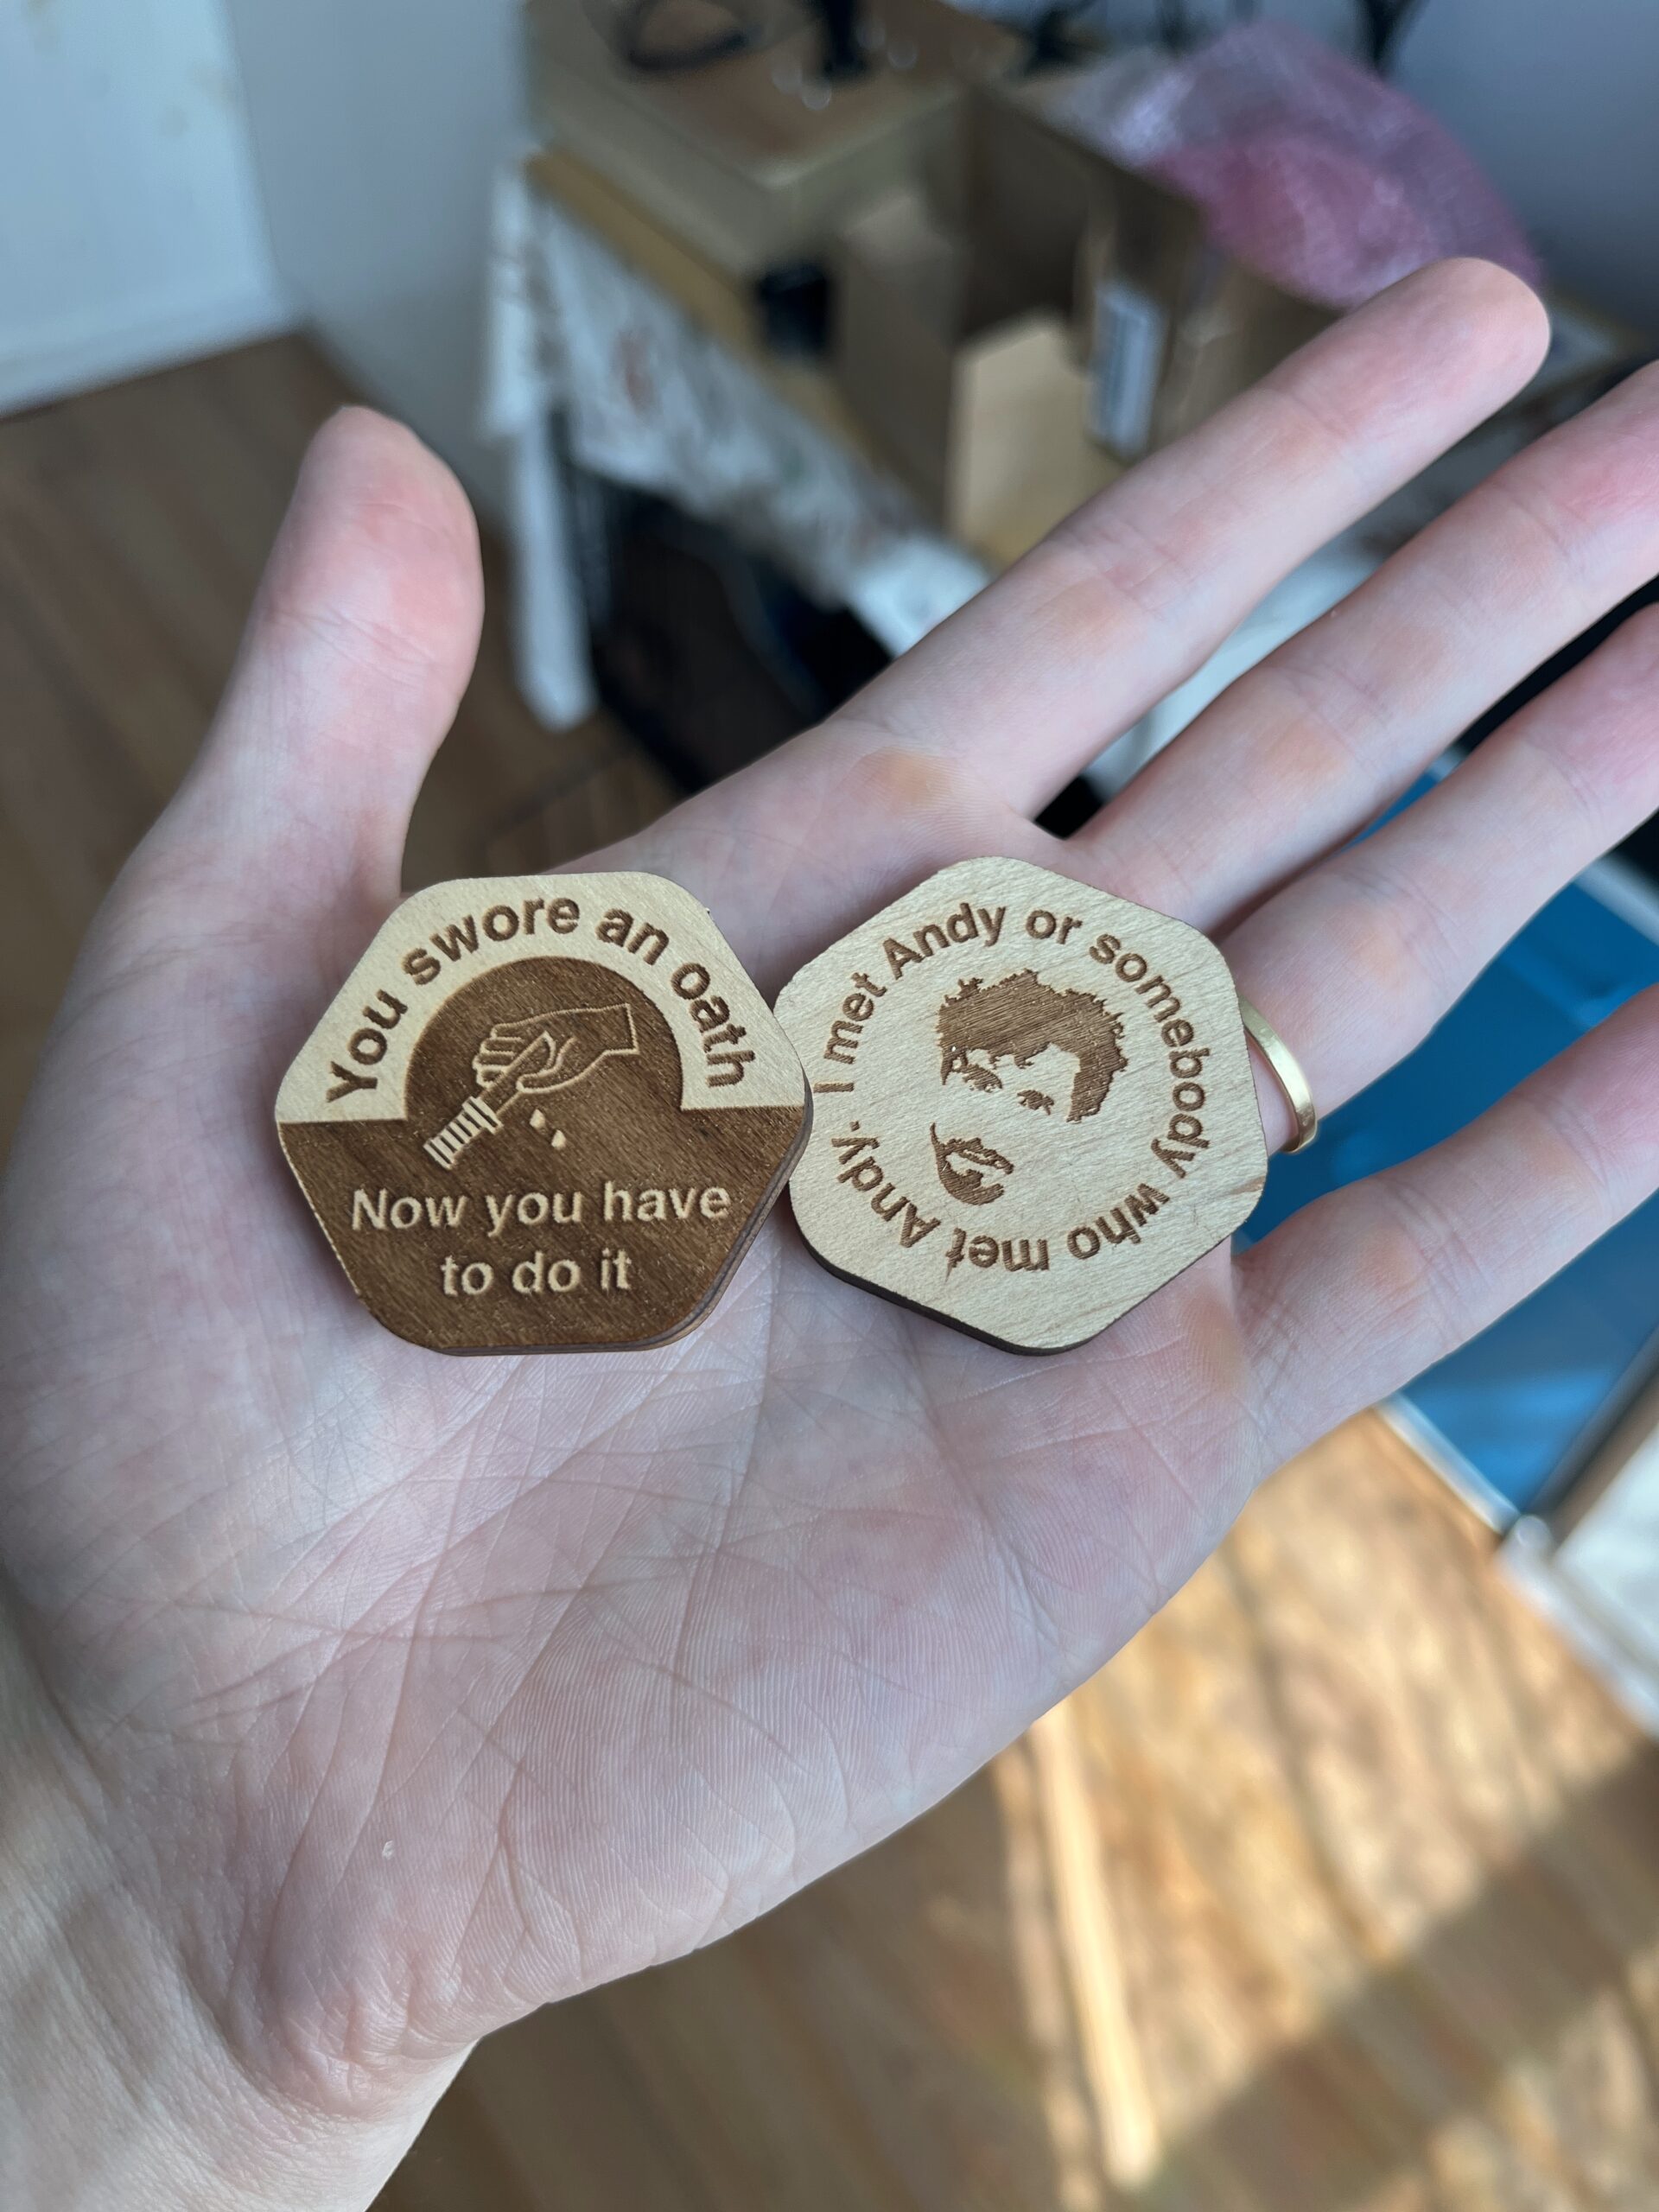 You swore an oath
Now you have
to do it
I met Andy or somebody who met Andy.